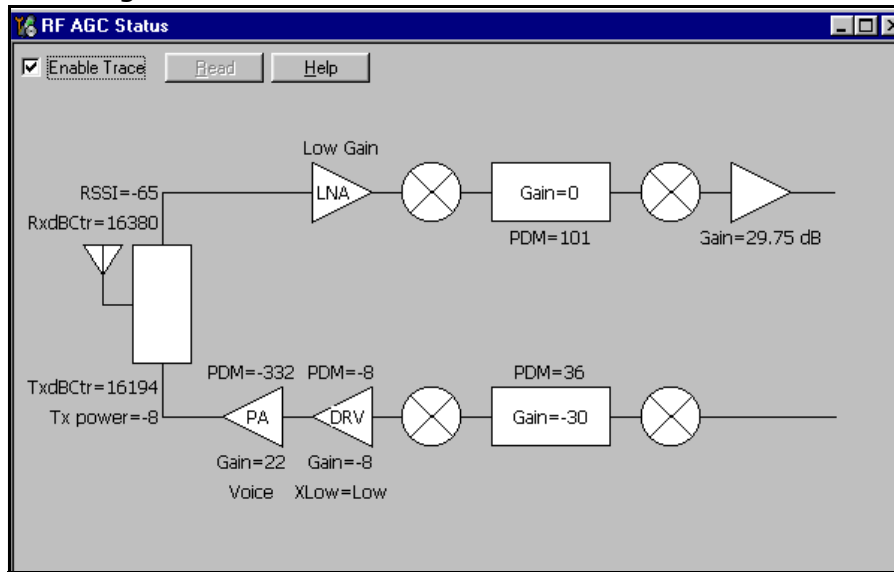 RF AGC Status
Enable Trace Read Help
Low Gain
RSSI=-65 LNA Gain=0
RxdBCtr=16380 PDM=101 Gain=29.75 dB
PDM=-332 PDM=-8 PDM=36
TxdBCtr=16194
Tx power=-8 PA DRV Gain=-30
Gain=22 Gain=-8
Voice XLow=Low